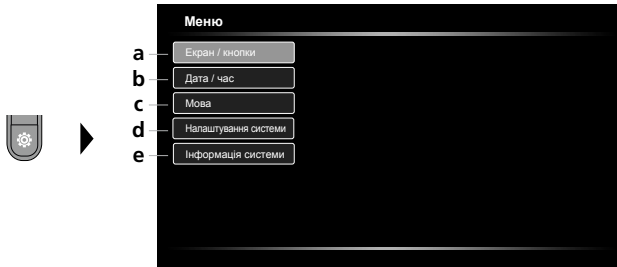 Меню
a Екран / кнопки
b Дата / час
c Мова
d Налаштування системи
e Інформація системи